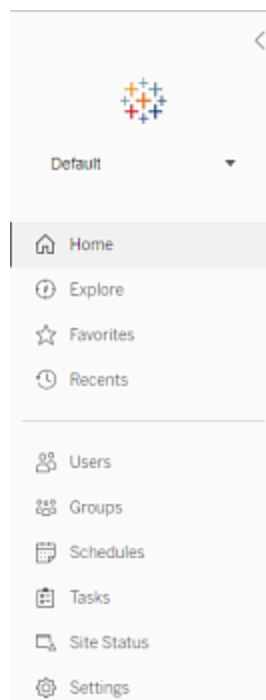 Default
Home
Explore
Favorites
Recents
Users
Groups
Schedules
Tasks
Site Status
Settings